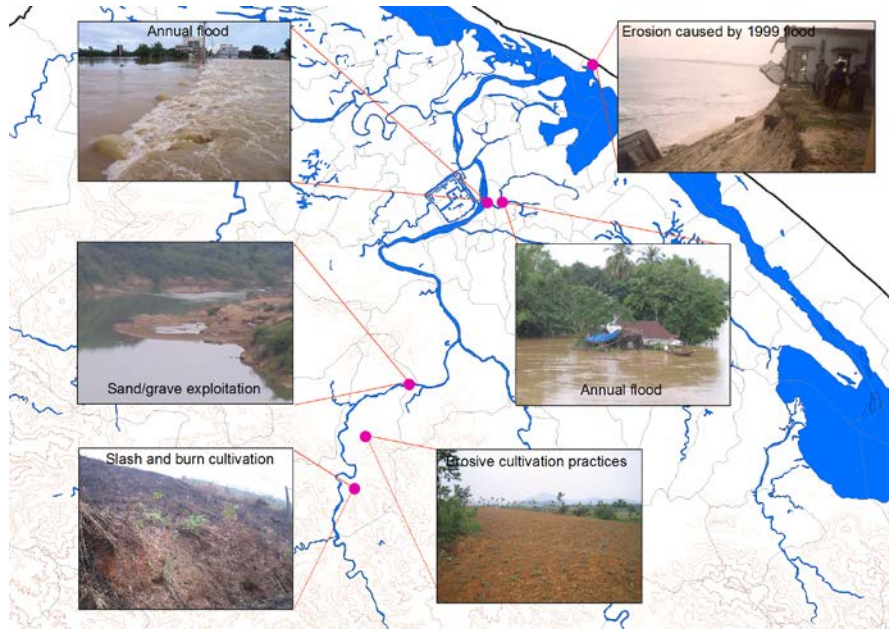 Annual flood
Erosion caused by 1999 flood
Sand/grave exploitation
Annual flood
Slash and burn cultivation
Erosive cultivation practices